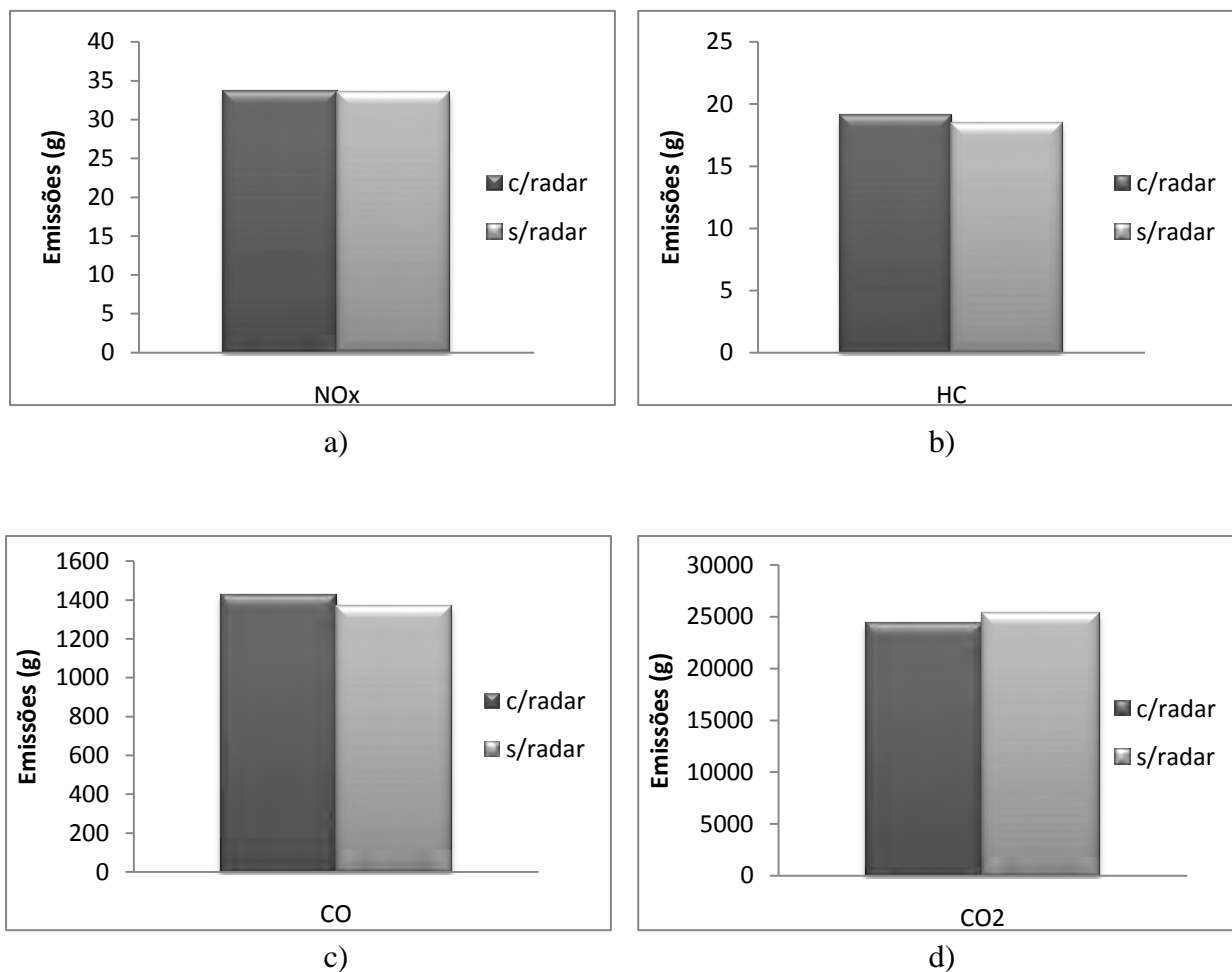 40
35
30
25
20
15
10
5
0
Emissões (g)
c/radar
s/radar
NOx
a)
25
20
15
10
5
0
Emissões (g)
c/radar
s/radar
HC
b)
1600
1400
1200
1000
800
600
400
200
0
Emissões (g)
c/radar
s/radar
CO
c)
30000
25000
20000
15000
10000
5000
0
Emissões (g)
c/radar
s/radar
CO2
d)